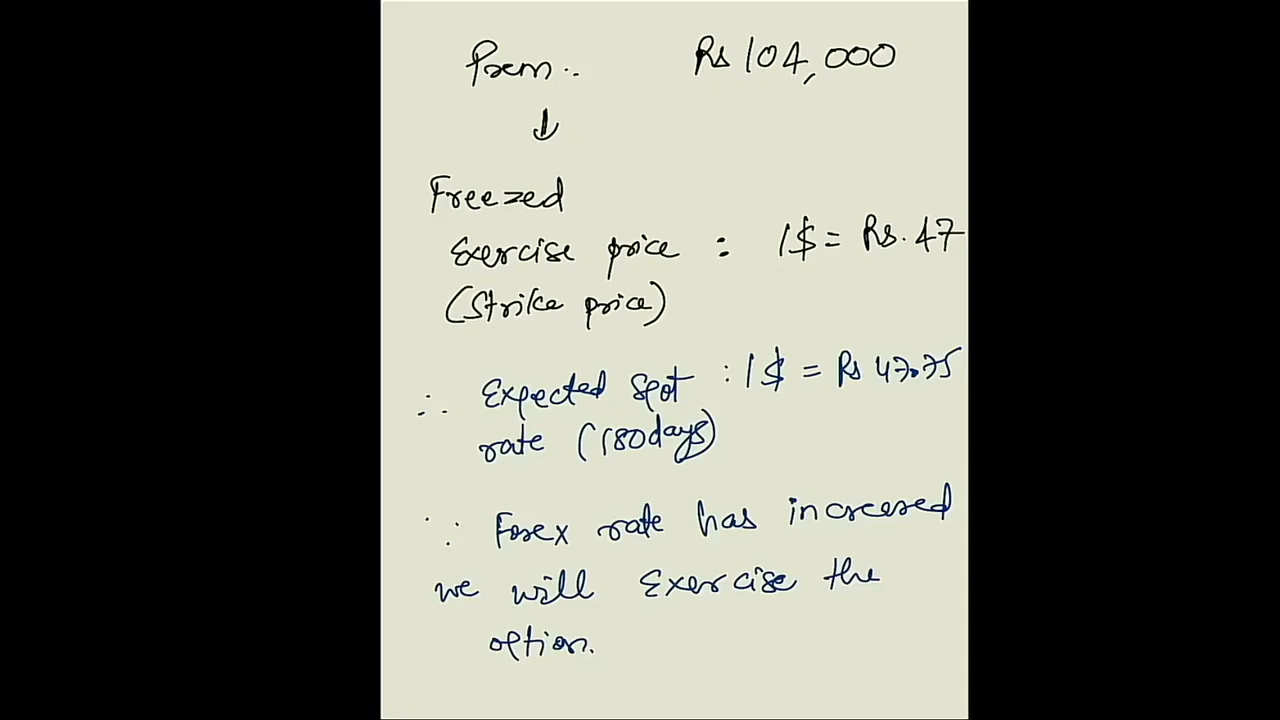 Prem.. Rs 104,000
↓
Freezed
Exercise price : 1$ = Rs. 47
(Strike price)
∴ Expected spot : 1$ = Rs 47.75
rate (180days)
∵ Forex rate has increased
we will Exercise the
option.